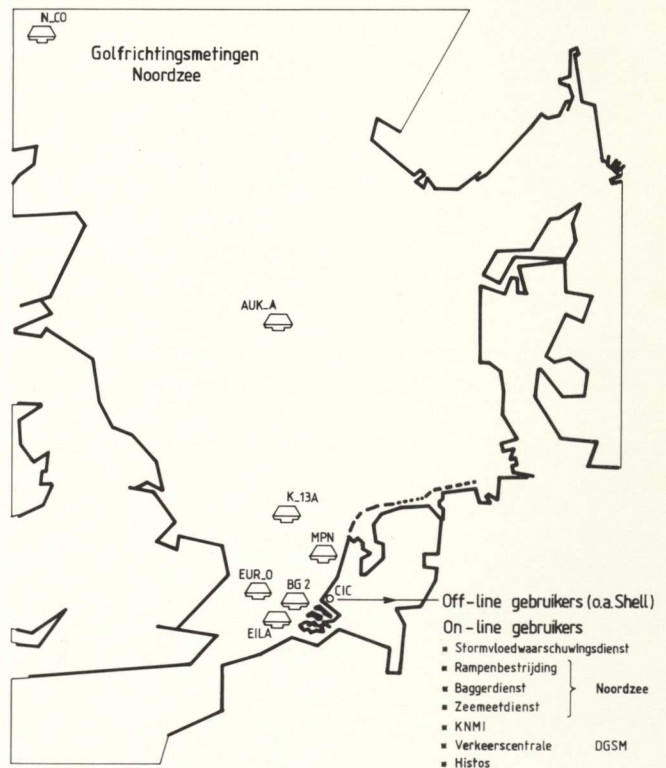 N_CO
Golfrichtingsmetingen
Noordzee
AUK_A
K_13A
MPN
EUR_0
BG 2
CIC
EILA
Off-line gebruikers (o.a. Shell)
On-line gebruikers
▪ Stormvloedwaarschuwingsdienst
▪ Rampenbestrijding
▪ Baggerdienst } Noordzee
▪ Zeemeetdienst
▪ KNMI
▪ Verkeerscentrale DGSM
▪ Histos